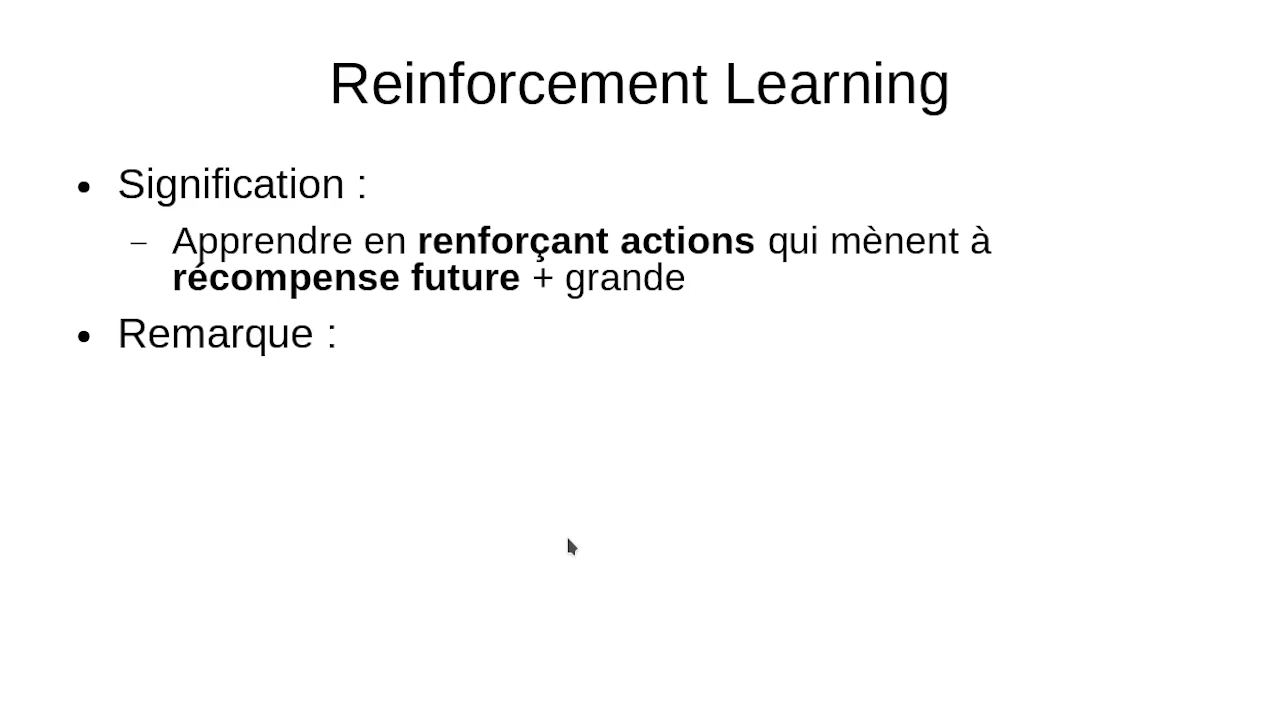 Reinforcement Learning
• Signification :
– Apprendre en renforçant actions qui mènent à
récompense future + grande
• Remarque :